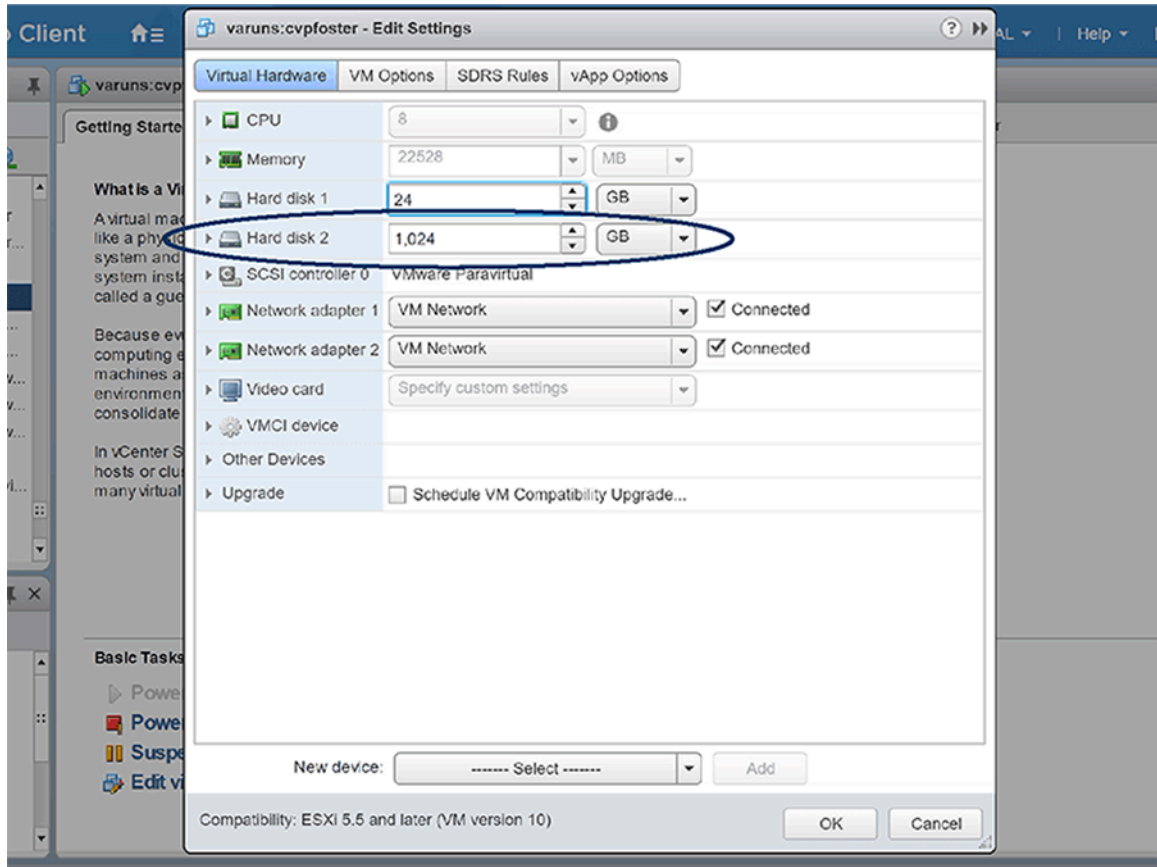 Client
varuns:cvpfoster - Edit Settings
?
AL
Help
varuns:cvp
Virtual Hardware VM Options SDRS Rules vApp Options
Getting Starte
CPU 8
Memory 22528 MB
What is a Vi
Hard disk 1 24 GB
A virtual mac
like a physic
Hard disk 2 1,024 GB
system and
system insta
SCSI controller 0 VMware Paravirtual
called a gue
Network adapter 1 VM Network Connected
Because ev
computing e
Network adapter 2 VM Network Connected
machines a
environmen
Video card Specify custom settings
consolidate
VMCI device
In vCenter S
Other Devices
hosts or clu
many virtual
Upgrade Schedule VM Compatibility Upgrade...
Basic Tasks
Powe
Powe
Suspe
Edit vi
New device: ------- Select ------- Add
Compatibility: ESXi 5.5 and later (VM version 10) OK Cancel